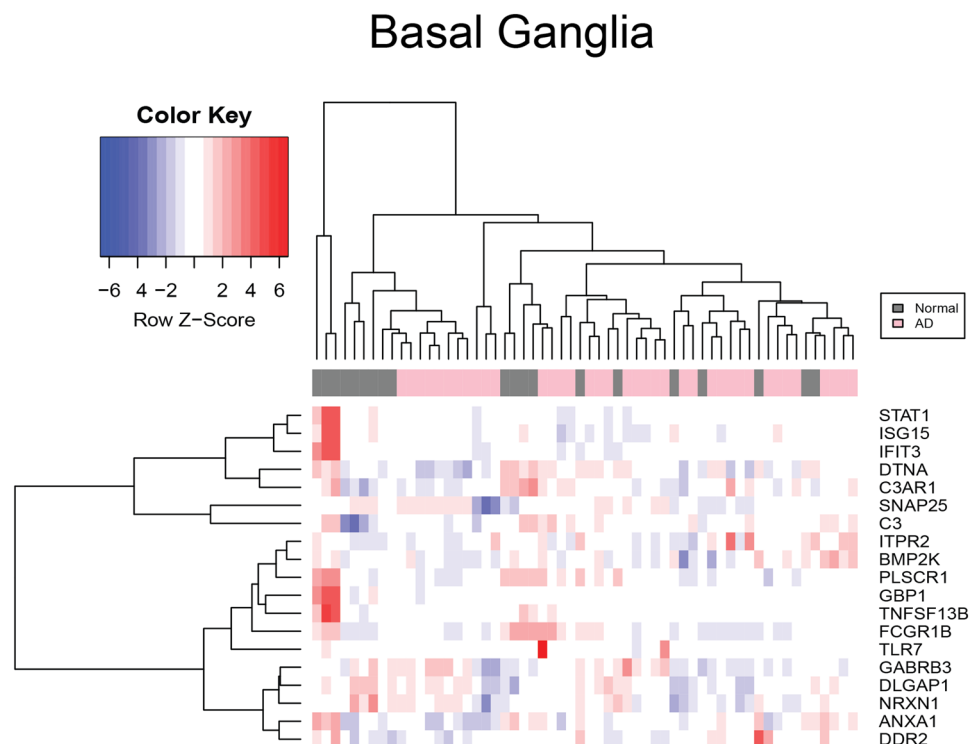 Basal Ganglia
Color Key
−6 4 −2 2 4 6
Row Z-Score
Normal
AD
STAT1
ISG15
IFIT3
DTNA
C3AR1
SNAP25
C3
ITPR2
BMP2K
PLSCR1
GBP1
TNFSF13B
FCGR1B
TLR7
GABRB3
DLGAP1
NRXN1
ANXA1
DDR2